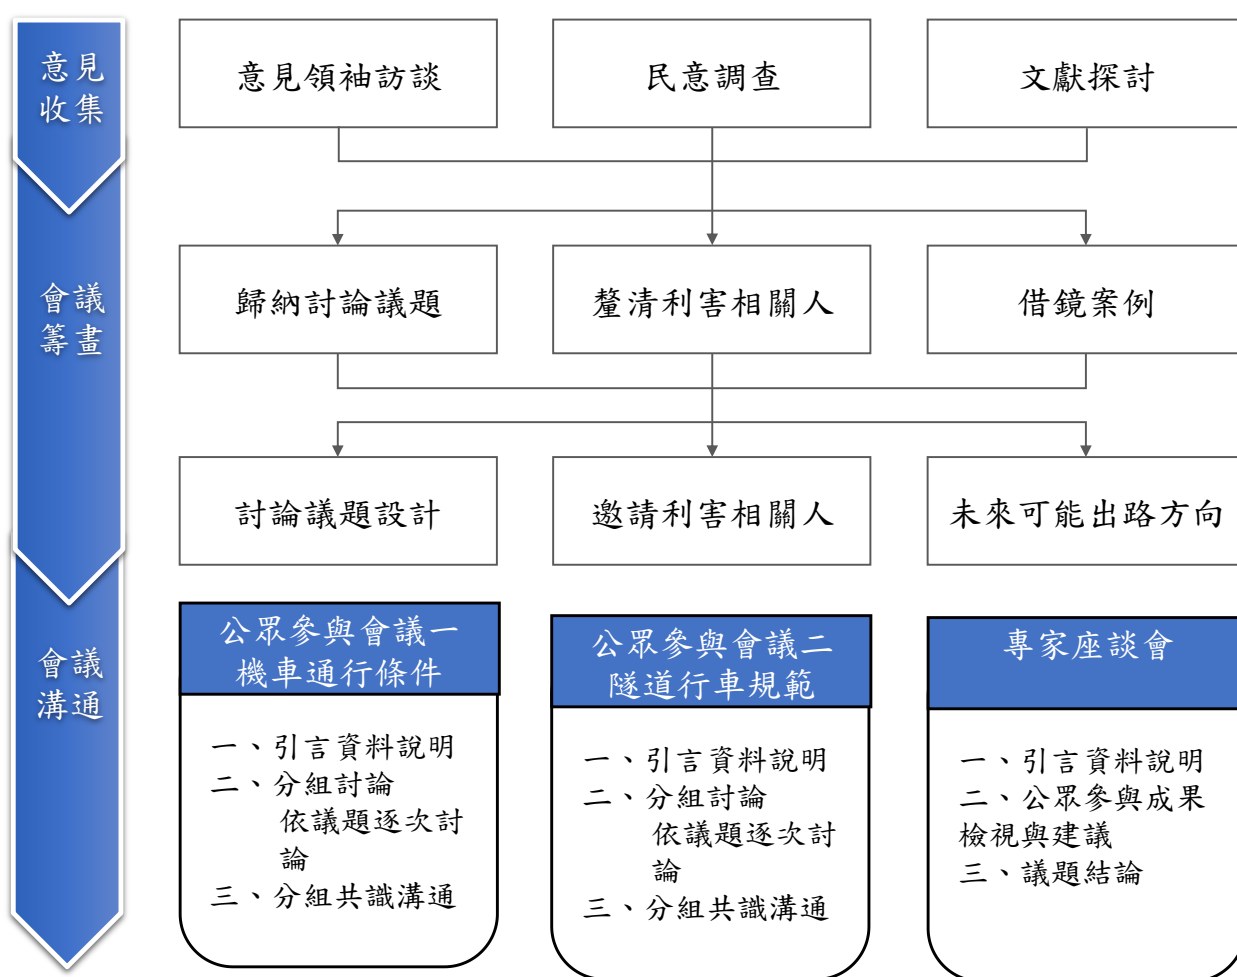 意見
收集
意見領袖訪談
民意調查
文獻探討
會議
籌畫
歸納討論議題
釐清利害相關人
借鏡案例
討論議題設計
邀請利害相關人
未來可能出路方向
會議
溝通
公眾參與會議一
機車通行條件
一、引言資料說明
二、分組討論
依議題逐次討
論
三、分組共識溝通
公眾參與會議二
隧道行車規範
一、引言資料說明
二、分組討論
依議題逐次討
論
三、分組共識溝通
專家座談會
一、引言資料說明
二、公眾參與成果
檢視與建議
三、議題結論